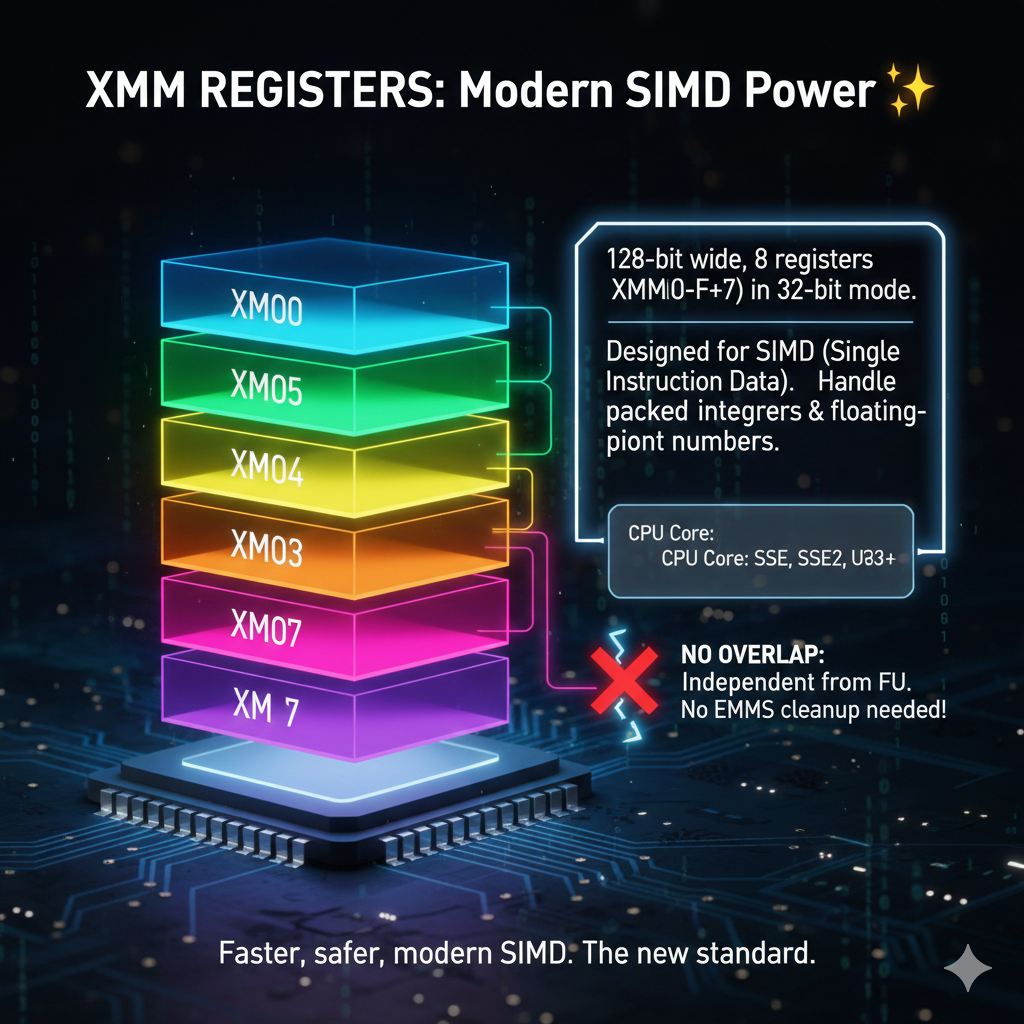 XMM REGISTERS: Modern SIMD Power
XM00
XM05
XM04
XM03
XM07
XM 7
128-bit wide, 8 registers
XMM|0-F+7) in 32-bit mode.
Designed for SIMD (Single
Instruction Data). Handle
packed integrers & floating-
piont numbers.
CPU Core:
CPU Core: SSE, SSE2, U33+
NO OVERLAP:
Independent from FU.
No EMMS cleanup needed!
Faster, safer, modern SIMD. The new standard.